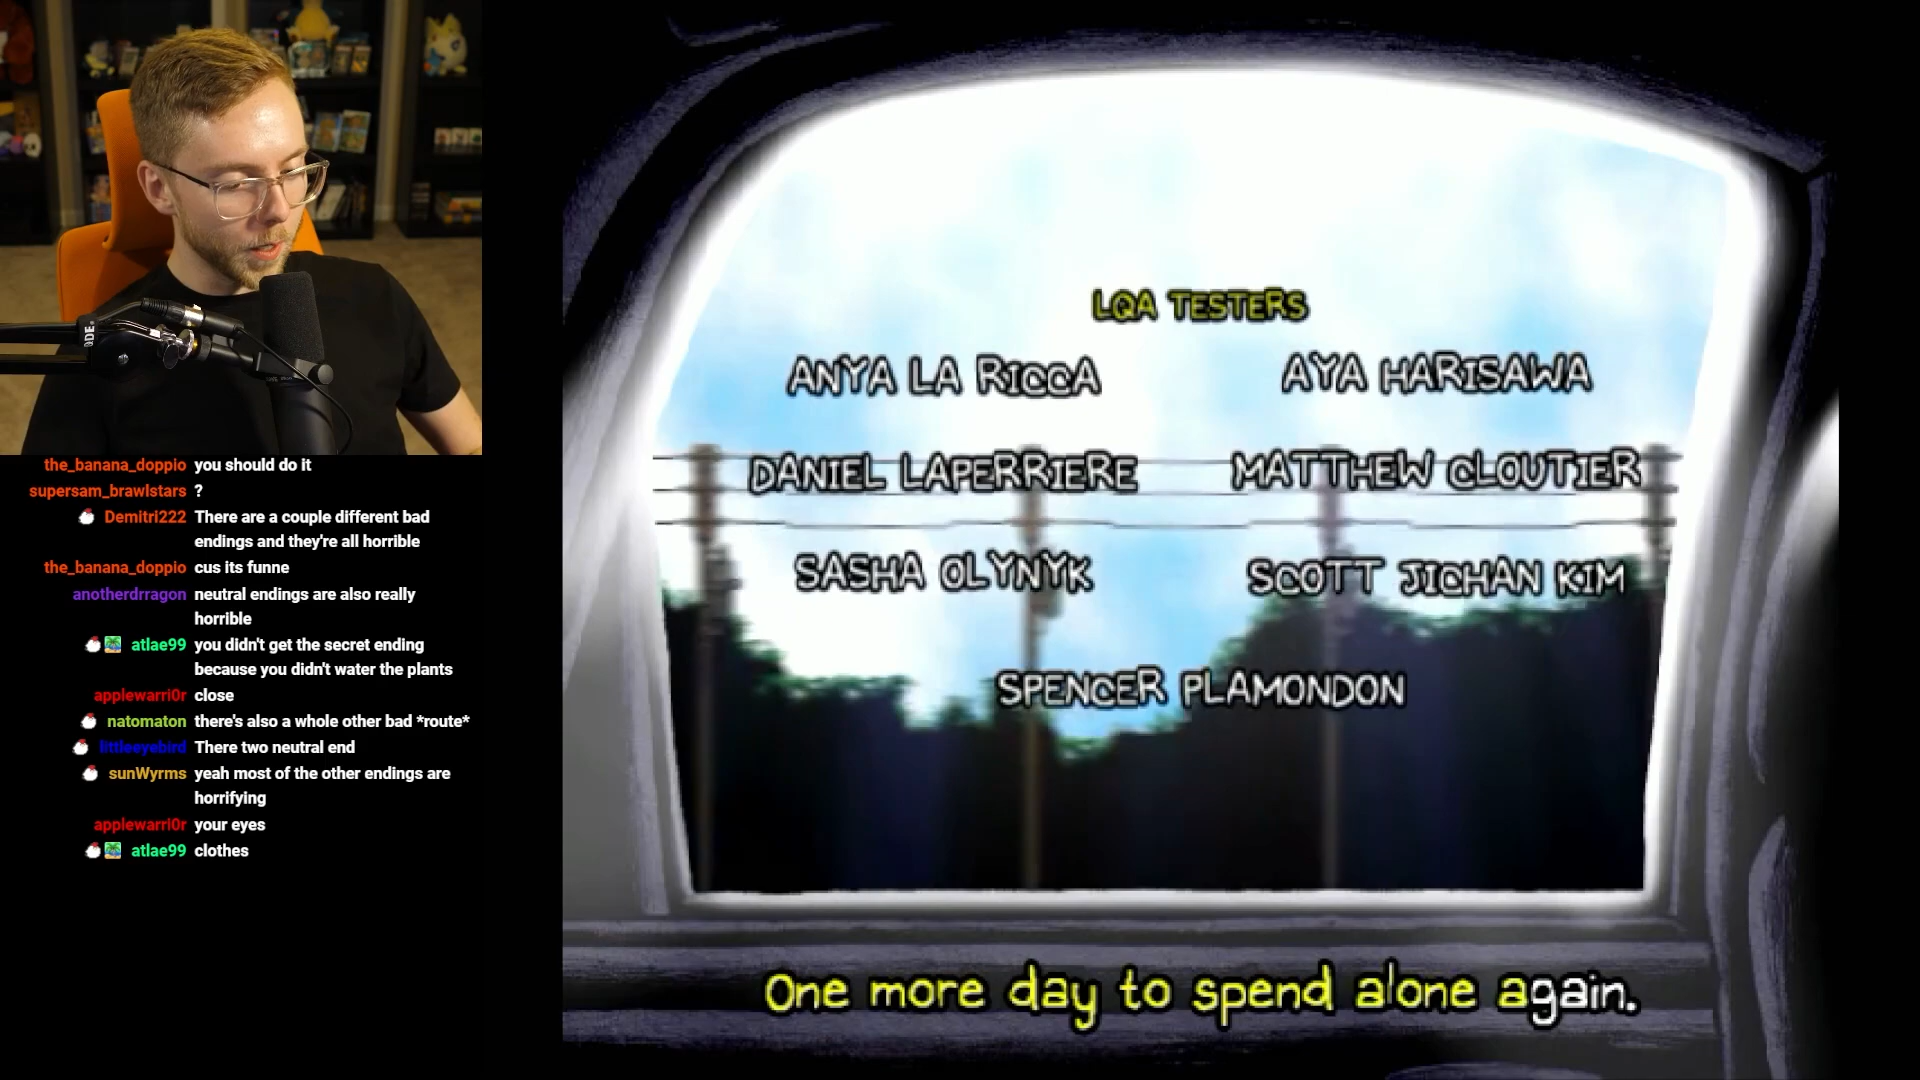 the_banana_doppio you should do it
supersam_brawlstars ?
Demitri222 There are a couple different bad
endings and they're all horrible
the_banana_doppio cus its funne
anotherdrragon neutral endings are also really
horrible
atlae99 you didn't get the secret ending
because you didn't water the plants
applewarri0r close
natomaton there's also a whole other bad *route*
littleeyebird There two neutral end
sunWyrms yeah most of the other endings are
horrifying
applewarri0r your eyes
atlae99 clothes
LQA TESTERS
ANYA LA RICCA AYA HARISAWA
DANIEL LAPERRIERE MATTHEW CLOUTIER
SASHA OLYNYK SCOTT JICHAN KIM
SPENCER PLAMONDON
One more day to spend alone again.